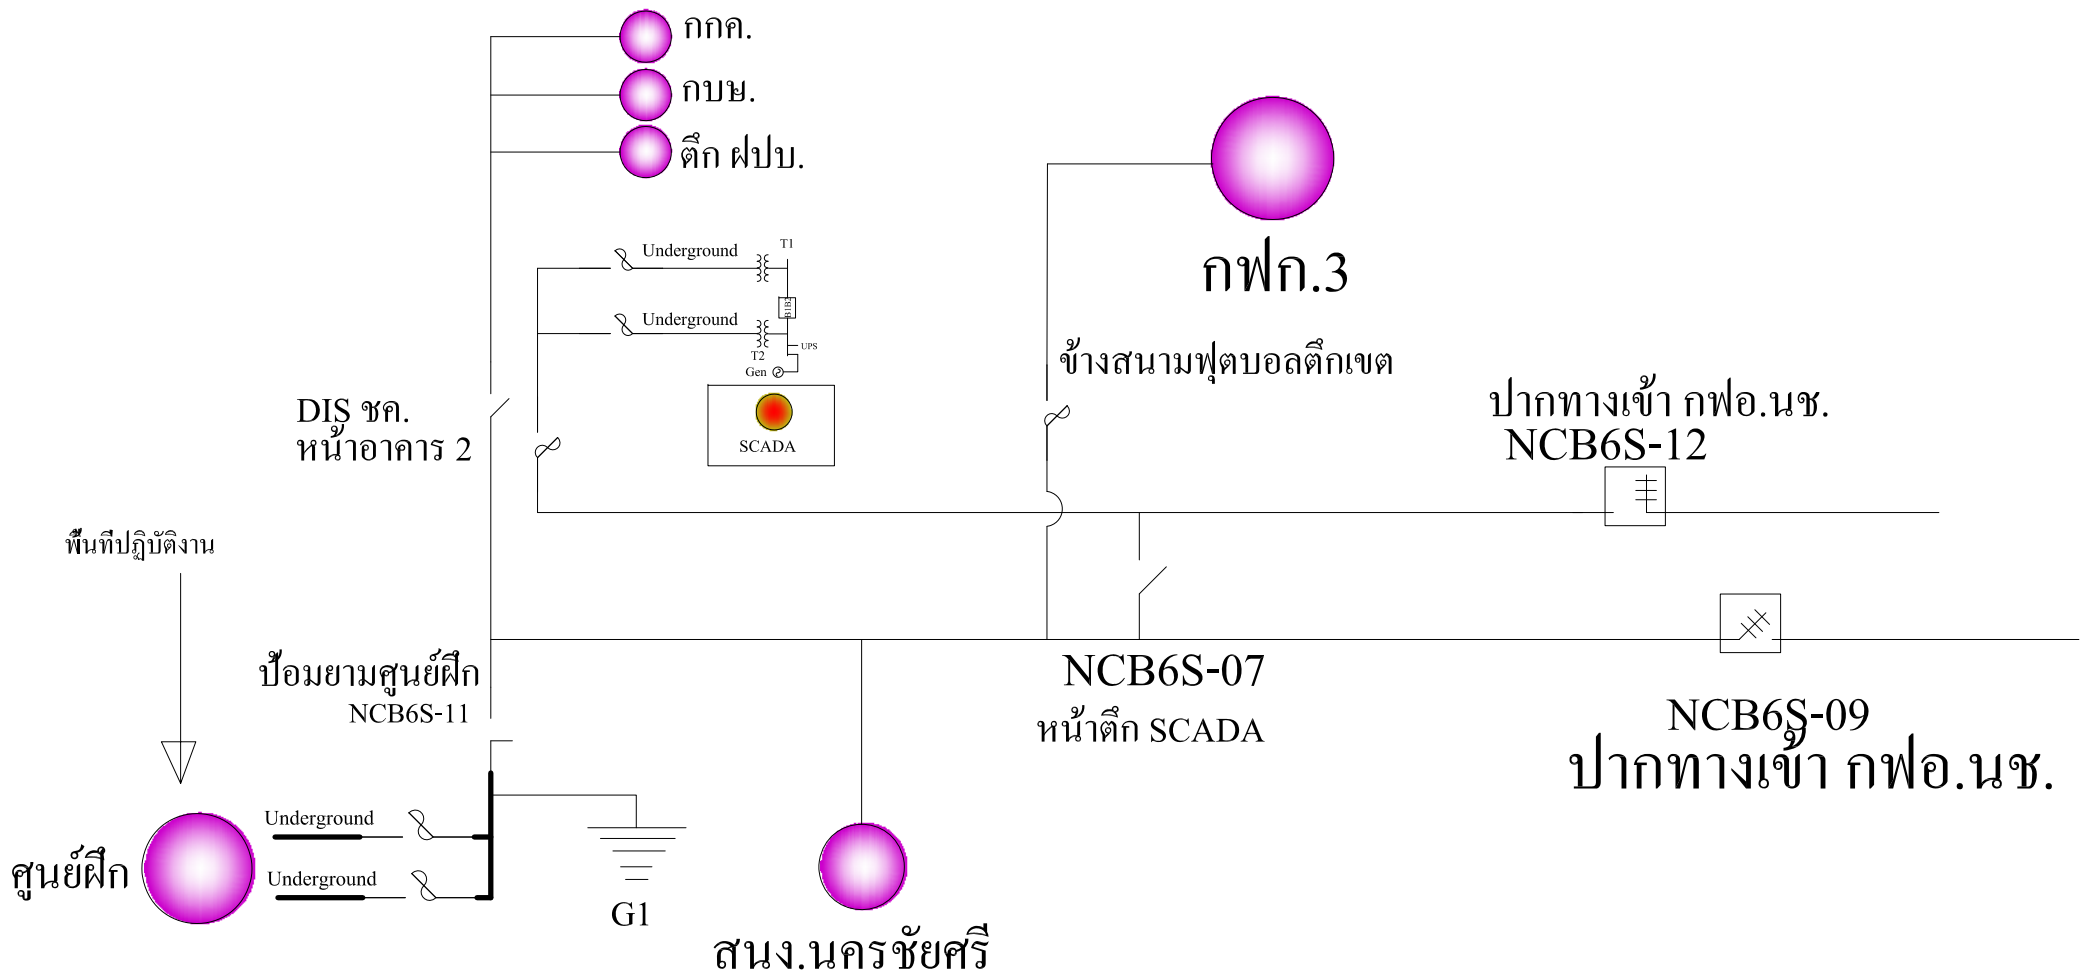 กกค.
กบษ.
ตึก ฝปบ.
Underground
T1
B1B2
Underground
T2
UPS
Gen
SCADA
กฟก.3
ข้างสนามฟุตบอลตึกเขต
DIS ชค.
หน้าอาคาร 2
ปากทางเข้า กฟอ.นช.
NCB6S-12
พื้นที่ปฏิบัติงาน
ป้อมยามศูนย์ฝึก
NCB6S-11
NCB6S-07
หน้าตึก SCADA
NCB6S-09
ปากทางเข้า กฟอ.นช.
Underground
ศูนย์ฝึก
Underground
G1
สนง.นครชัยศรี